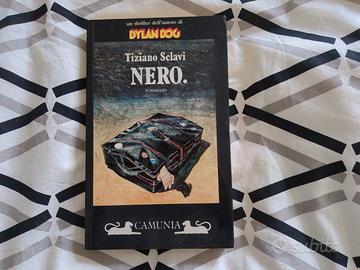 un thriller dell'autore di
DYLAN DOG
Tiziano Sclavi
NERO.
romanzo
CAMUNIA
subito